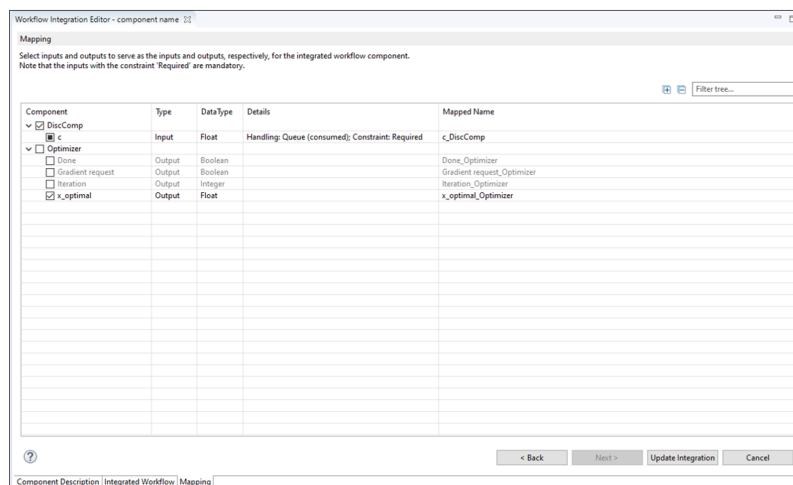 Workflow Integration Editor - component name
Mapping
Select inputs and outputs to serve as the inputs and outputs, respectively, for the integrated workflow component.
Note that the inputs with the constraint 'Required' are mandatory.
Filter tree...
Component Type DataType Details Mapped Name
DiscComp
c Input Float Handling: Queue (consumed); Constraint: Required c_DiscComp
Optimizer
Done Output Boolean Done_Optimizer
Gradient request Output Boolean Gradient request_Optimizer
Iteration Output Integer Iteration_Optimizer
x_optimal Output Float x_optimal_Optimizer
? < Back Next > Update Integration Cancel
Component Description Integrated Workflow Mapping